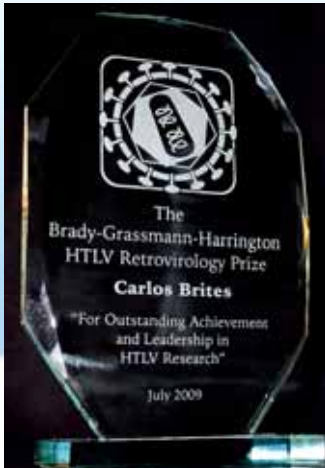 The
Brady-Grassmann-Harrington
HTLV Retrovirology Prize
Carlos Brites
"For Outstanding Achievement
and Leadership in
HTLV Research"
July 2009